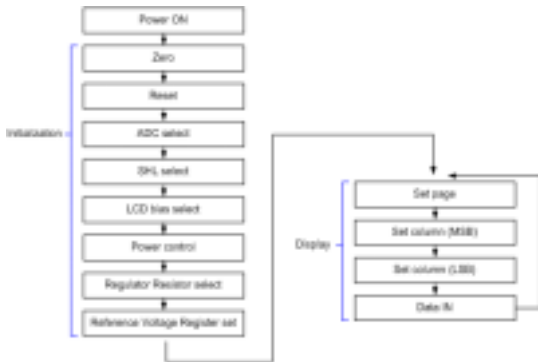 Power ON
Zero
Reset
Initialization
ADC select
SHL select
LCD bias select
Power control
Regulator Resistor select
Reference Voltage Register set
Set page
Set column (MSB)
Display
Set column (LSB)
Data IN